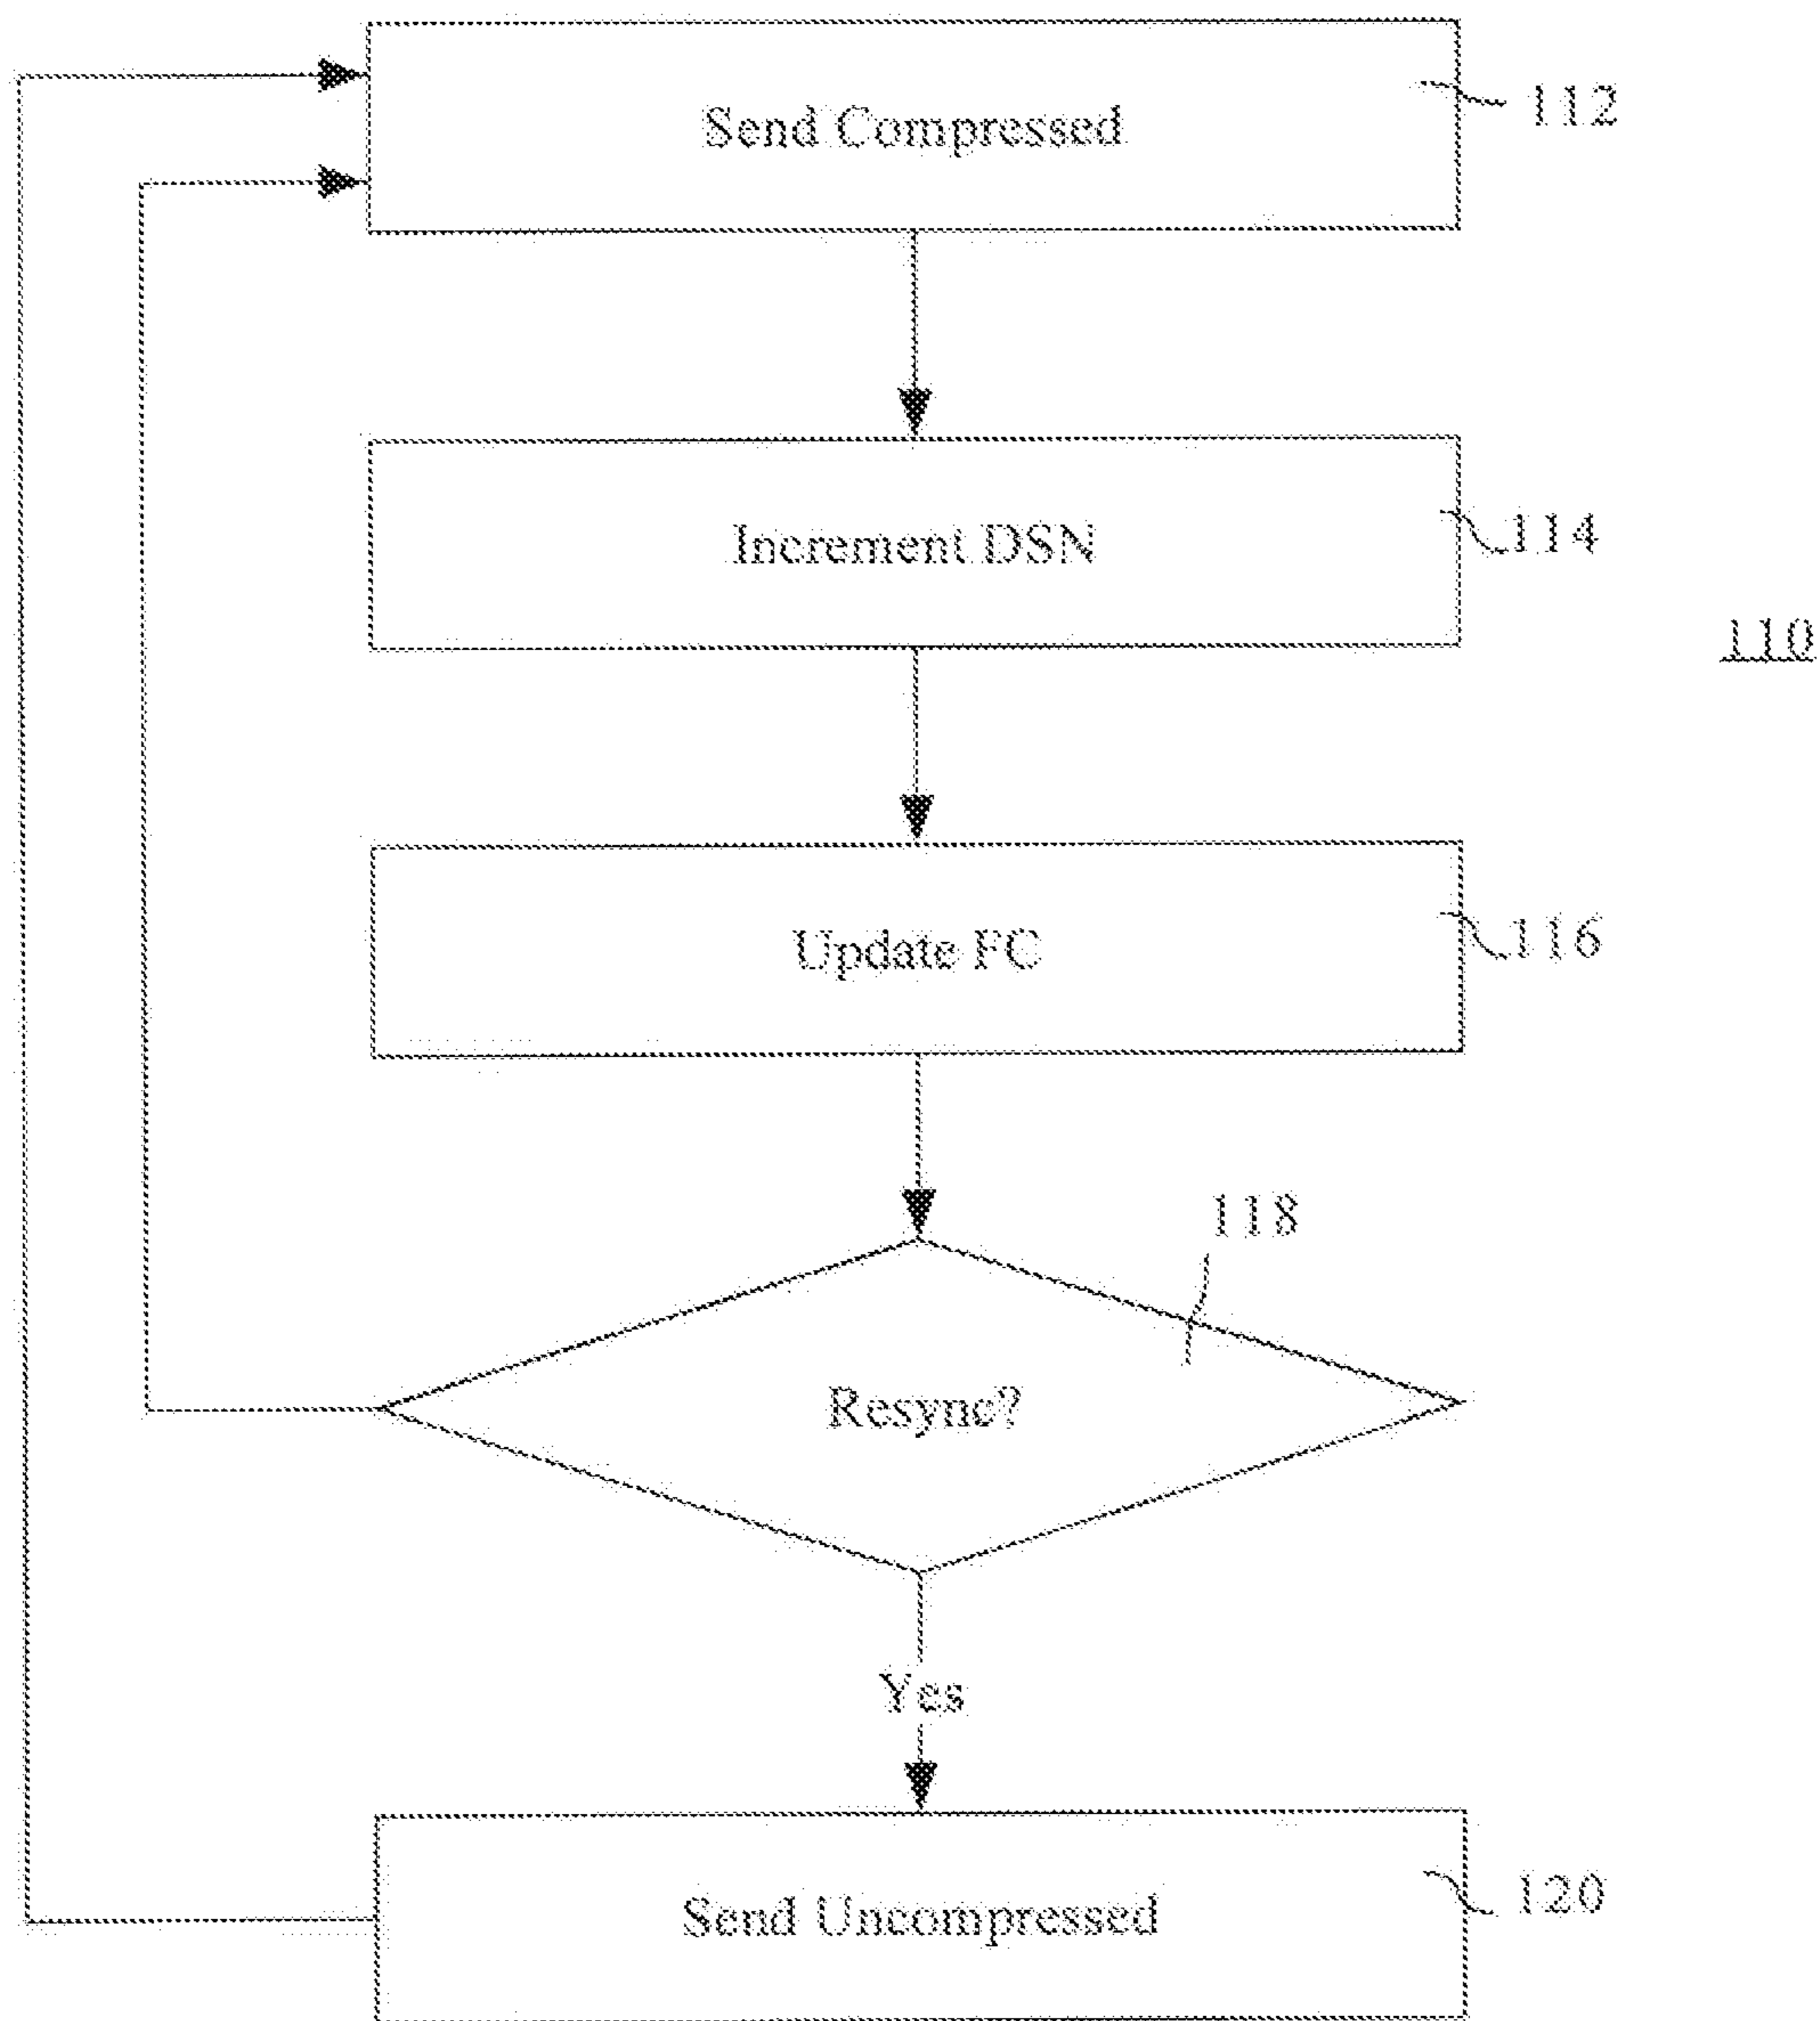 Send Compressed
112
Increment DSN
114
110
Update FC
116
118
Resync?
Yes
Send Uncompressed
120